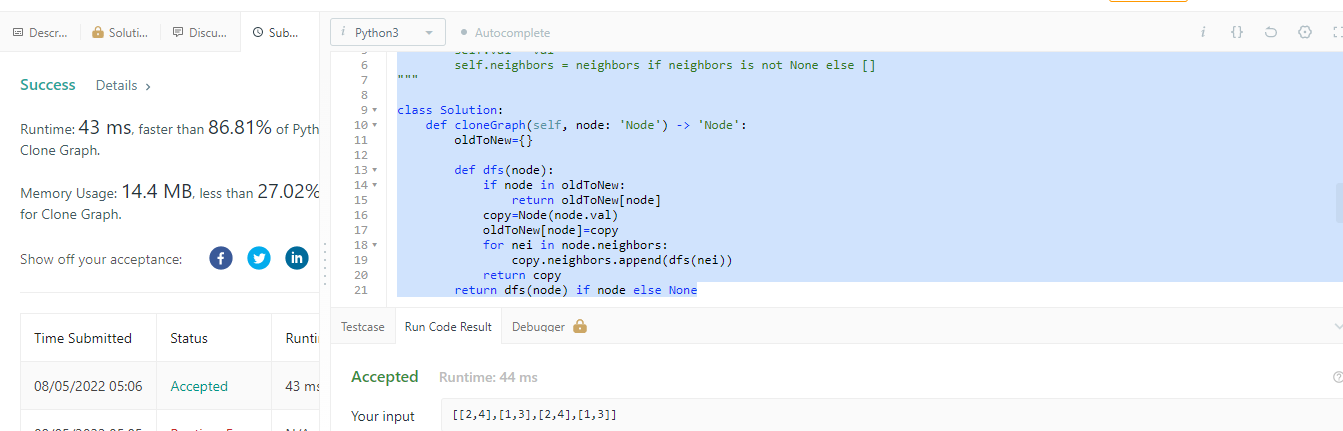 Descr...
Soluti...
Discu...
Sub...
Success
Details ›
Runtime: 43 ms, faster than 86.81% of Pyth
Clone Graph.
Memory Usage: 14.4 MB, less than 27.02%
for Clone Graph.
Show off your acceptance:
Time Submitted
Status
Runti
08/05/2022 05:06
Accepted
43 ms
i Python3
Autocomplete
6 self.neighbors = neighbors if neighbors is not None else []
7 """
8
9 class Solution:
10 def cloneGraph(self, node: 'Node') -> 'Node':
11 oldToNew={}
12
13 def dfs(node):
14 if node in oldToNew:
15 return oldToNew[node]
16 copy=Node(node.val)
17 oldToNew[node]=copy
18 for nei in node.neighbors:
19 copy.neighbors.append(dfs(nei))
20 return copy
21 return dfs(node) if node else None
Testcase
Run Code Result
Debugger
Accepted
Runtime: 44 ms
Your input
[[2,4],[1,3],[2,4],[1,3]]